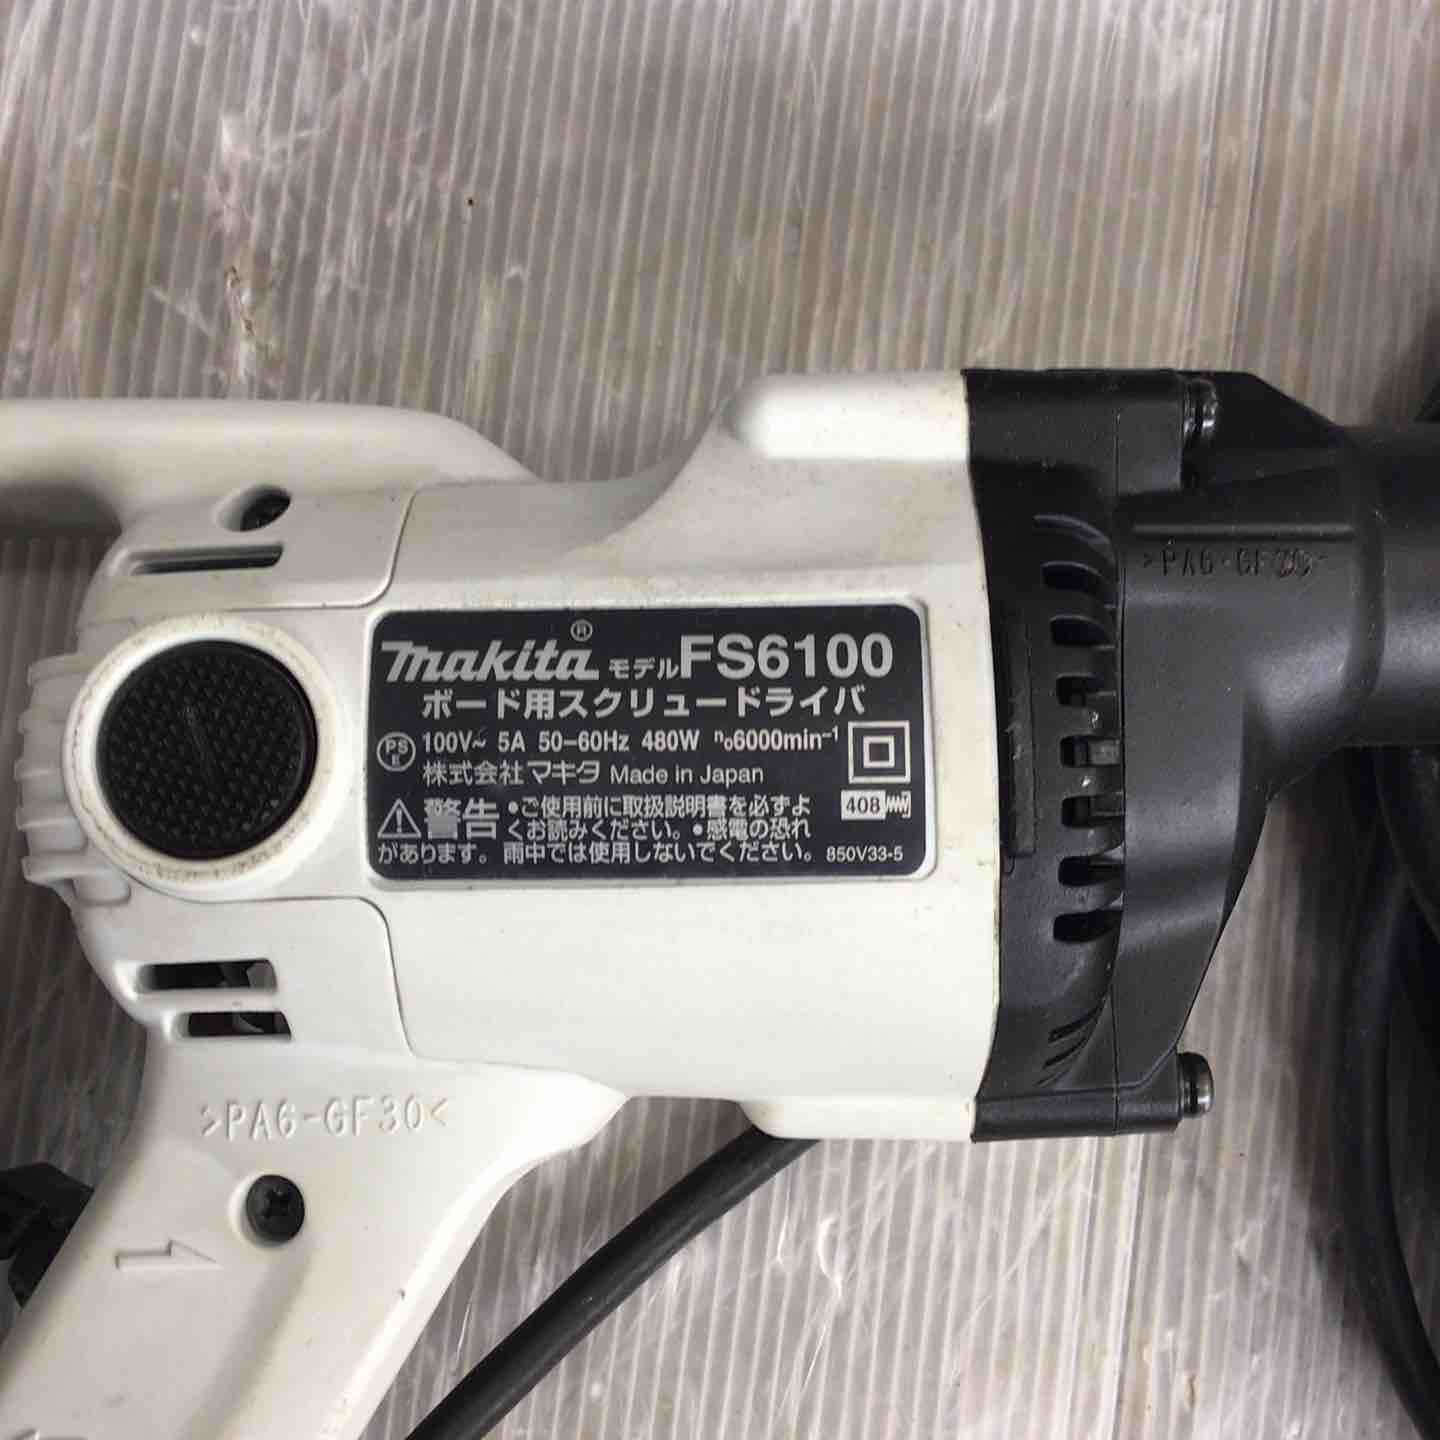 makita® モデルFS6100
ボード用スクリュードライバ
PS E 100V~ 5A 50-60Hz 480W n₀6000min⁻¹
株式会社マキタ Made in Japan
408
警告 •ご使用前に取扱説明書を必ずよ
くお読みください。•感電の恐れ
があります。雨中では使用しないでください。 850V33-5
>PA6-GF30<
>PA6-GF30<